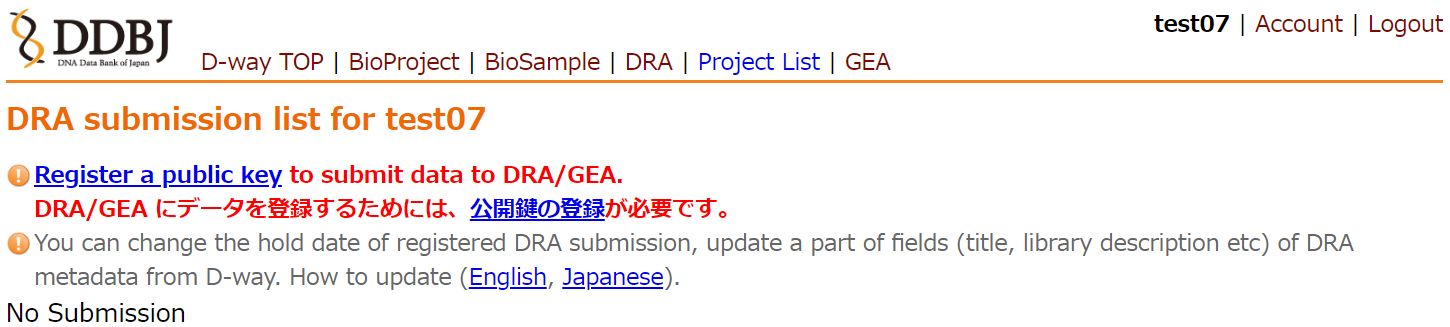 DDBJ
DNA Data Bank of Japan
test07 | Account | Logout
D-way TOP | BioProject | BioSample | DRA | Project List | GEA
DRA submission list for test07
Register a public key to submit data to DRA/GEA.
DRA/GEA にデータを登録するためには、公開鍵の登録が必要です。
You can change the hold date of registered DRA submission, update a part of fields (title, library description etc) of DRA
metadata from D-way. How to update (English, Japanese).
No Submission